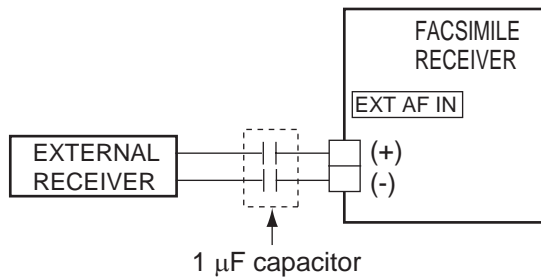 FACSIMILE
RECEIVER
EXT AF IN
EXTERNAL
RECEIVER
(+)
(-)
1 μF capacitor